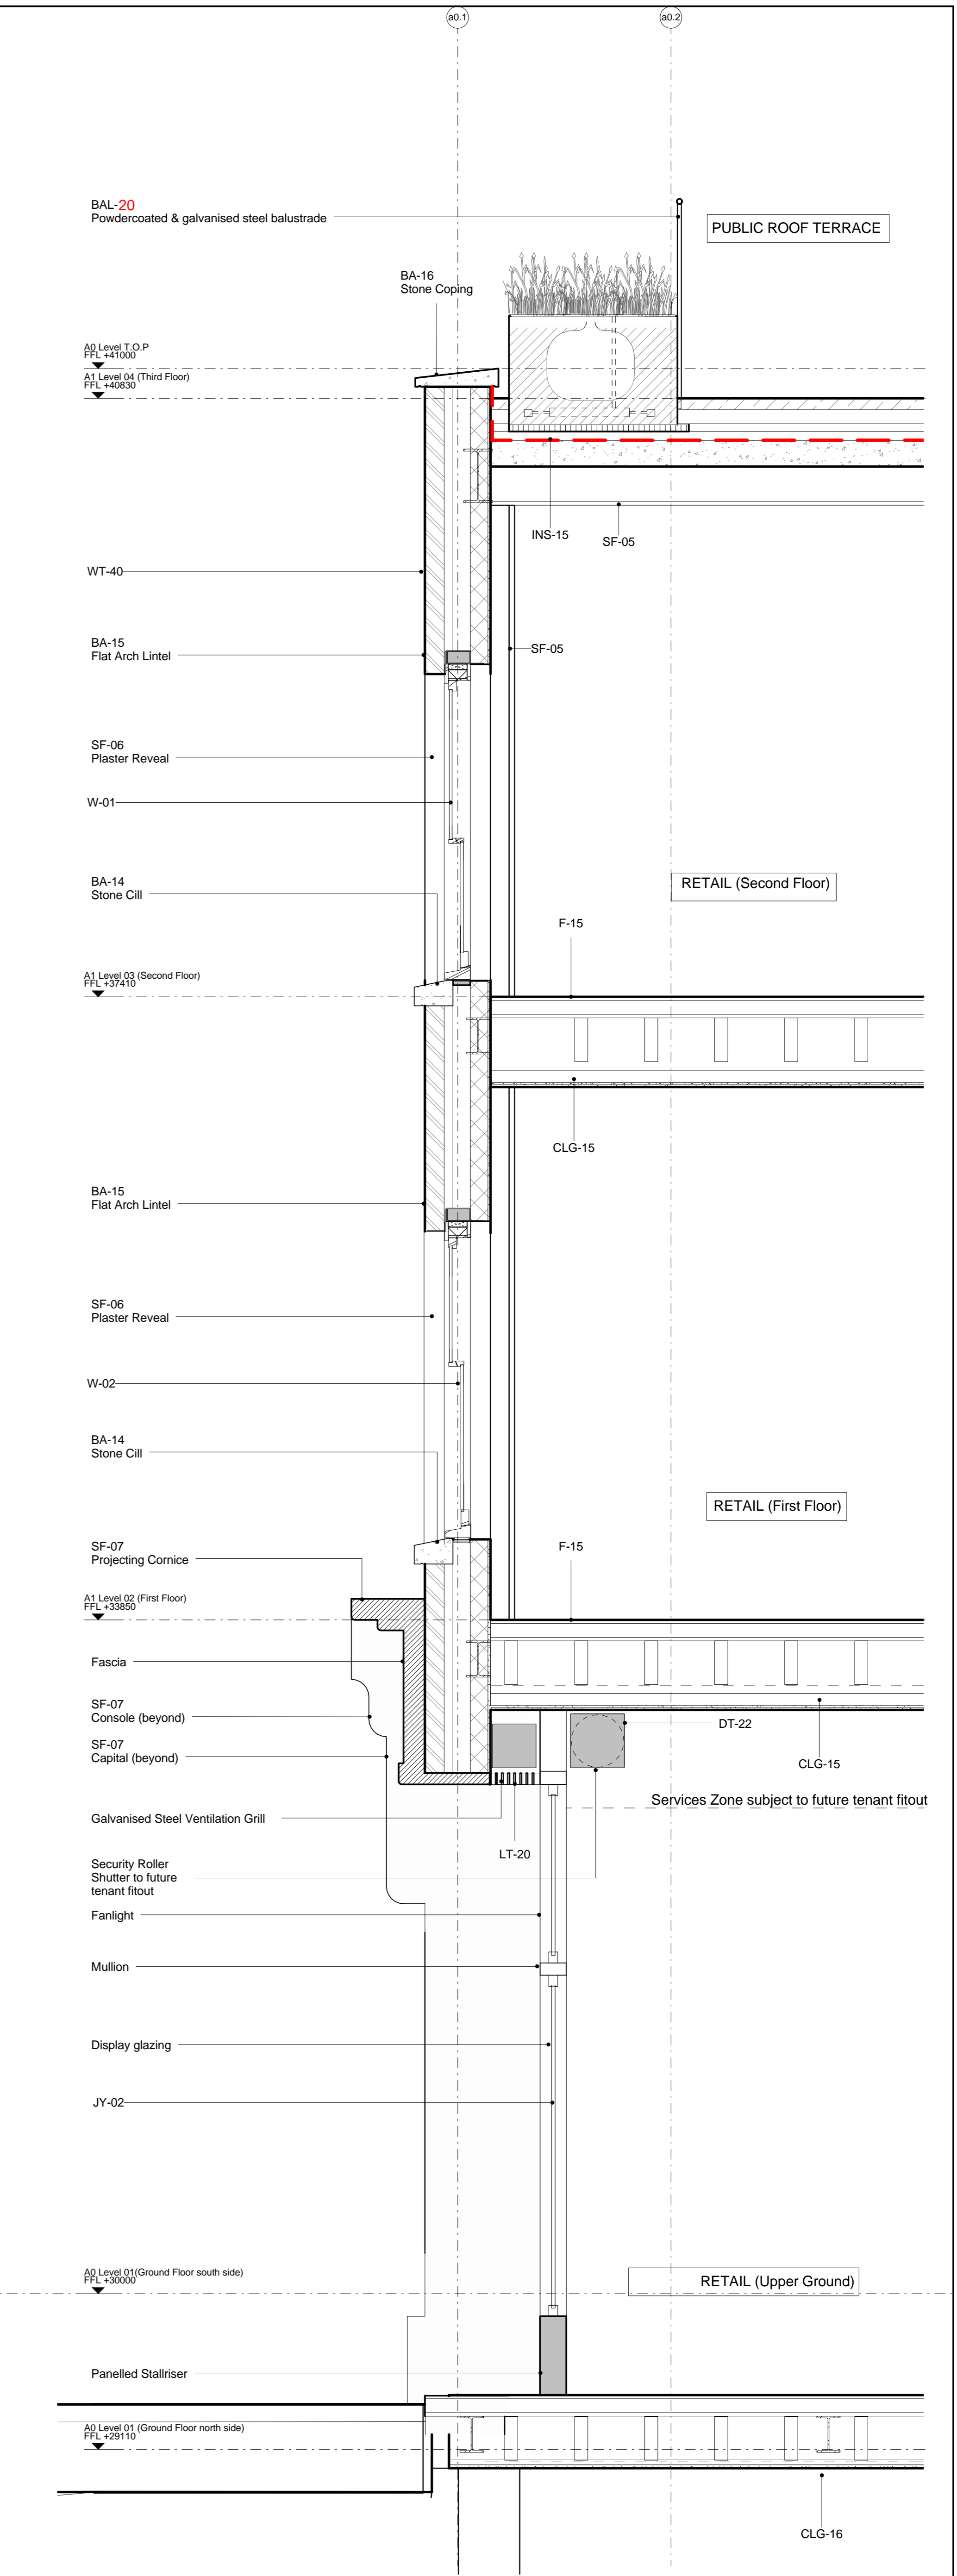 a0.1
a0.2
BAL-20
Powdercoated & galvanised steel balustrade
PUBLIC ROOF TERRACE
BA-16
Stone Coping
A0 Level T.O.P
FFL +41000
A1 Level 04 (Third Floor)
FFL +40830
INS-15
SF-05
WT-40
BA-15
Flat Arch Lintel
SF-05
SF-06
Plaster Reveal
W-01
BA-14
Stone Cill
RETAIL (Second Floor)
F-15
A1 Level 03 (Second Floor)
FFL +37410
CLG-15
BA-15
Flat Arch Lintel
SF-06
Plaster Reveal
W-02
BA-14
Stone Cill
RETAIL (First Floor)
SF-07
Projecting Cornice
F-15
A1 Level 02 (First Floor)
FFL +33850
Fascia
SF-07
Console (beyond)
DT-22
SF-07
Capital (beyond)
CLG-15
Services Zone subject to future tenant fitout
Galvanised Steel Ventilation Grill
LT-20
Security Roller
Shutter to future
tenant fitout
Fanlight
Mullion
Display glazing
JY-02
A0 Level 01(Ground Floor south side)
FFL +30000
RETAIL (Upper Ground)
Panelled Stallriser
A0 Level 01 (Ground Floor north side)
FFL +29110
CLG-16